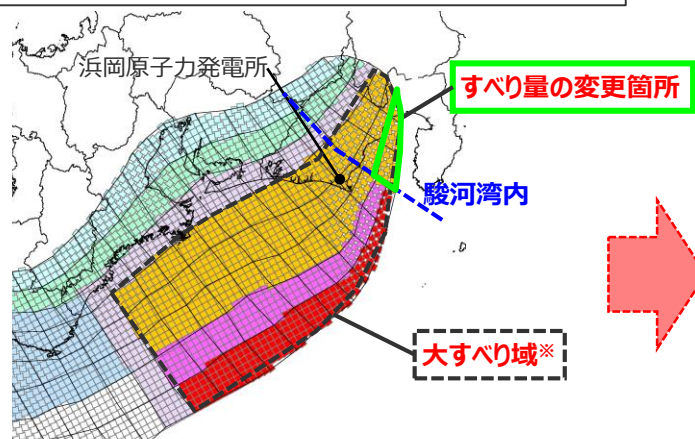 浜岡原子力発電所
すべり量の変更箇所
駿河湾内
大すべり域※